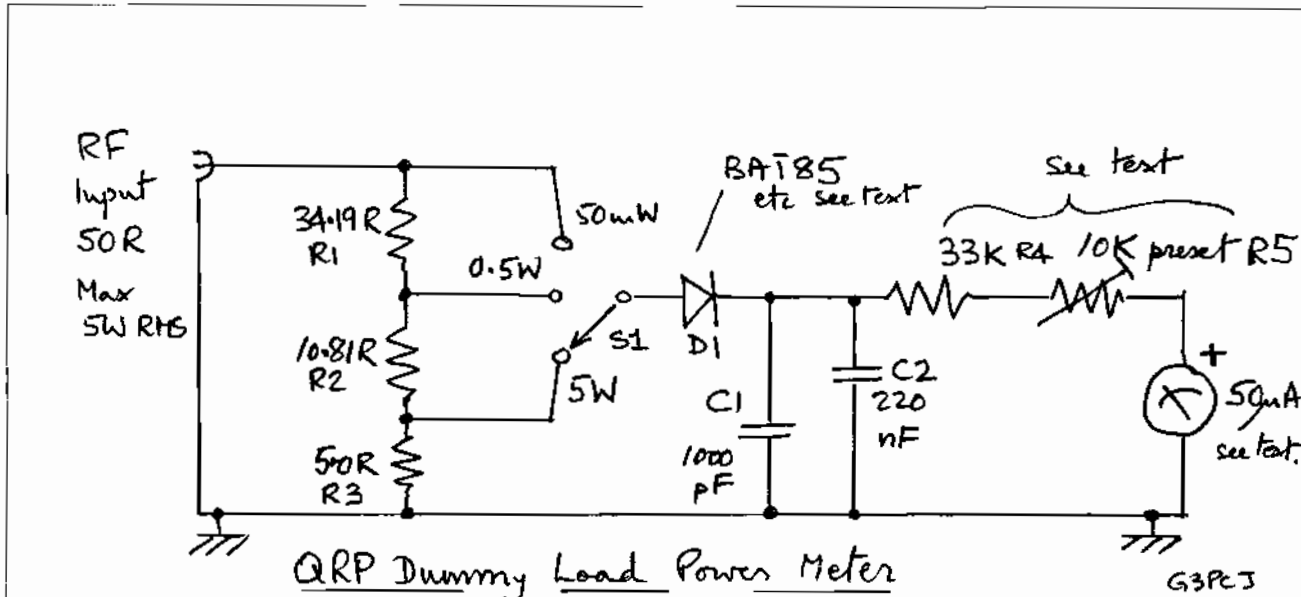 RF
Input
50R
Max
5W RMS
34.19R
R1
10.81R
R2
5.0R
R3
50mW
0.5W
5W
S1
BAT85
etc see text
D1
C1
1000
pF
C2
220
nF
see text
33K R4 10K preset R5
+
50uA
see text.
QRP Dummy Load Power Meter
G3PCJ